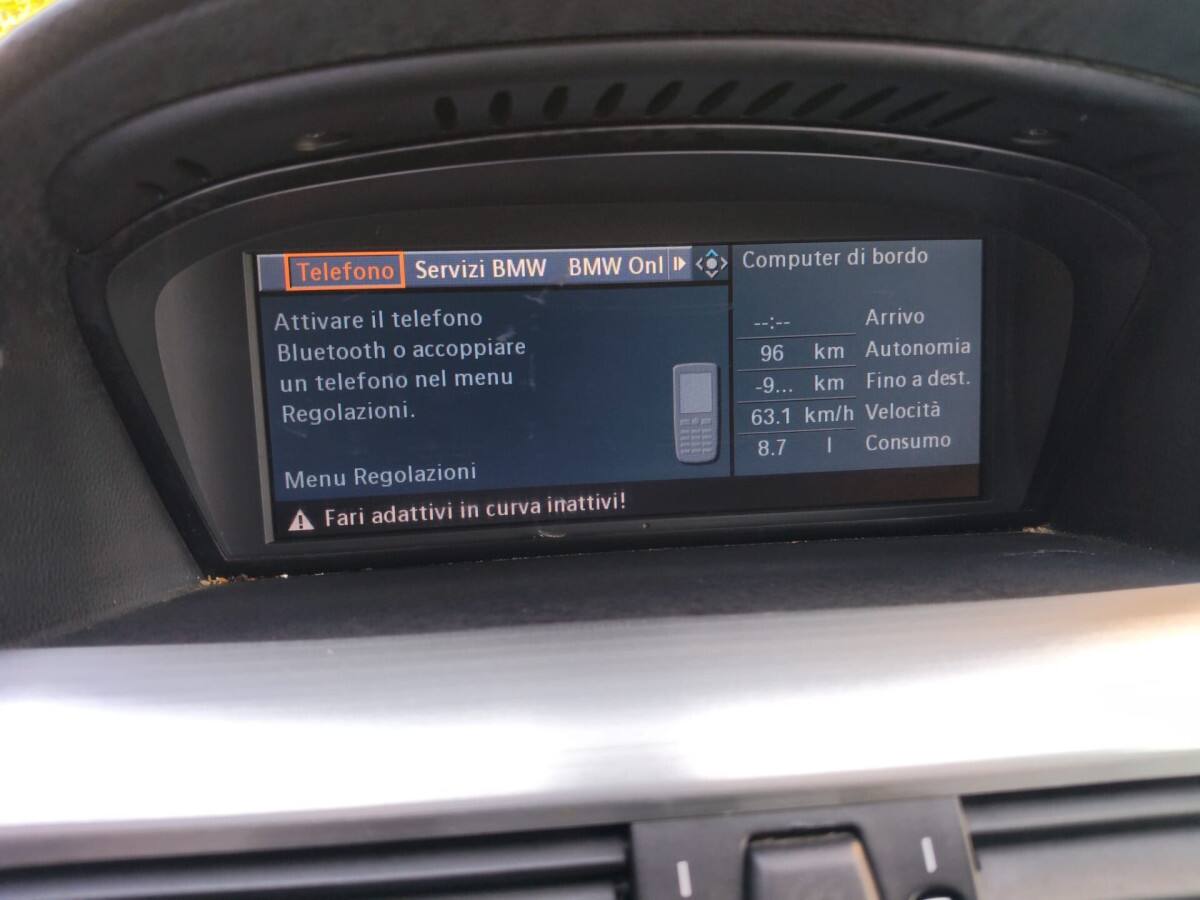 Telefono Servizi BMW BMW Onl
Attivare il telefono
Bluetooth o accoppiare
un telefono nel menu
Regolazioni.
Menu Regolazioni
Fari adattivi in curva inattivi!
Computer di bordo
--:-- Arrivo
96 km Autonomia
-9... km Fino a dest.
63.1 km/h Velocità
8.7 l Consumo